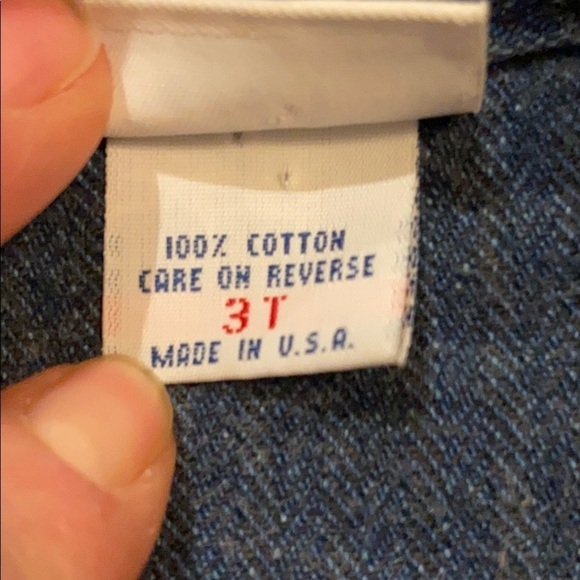 100% COTTON
CARE ON REVERSE
3T
MADE IN U.S.A.